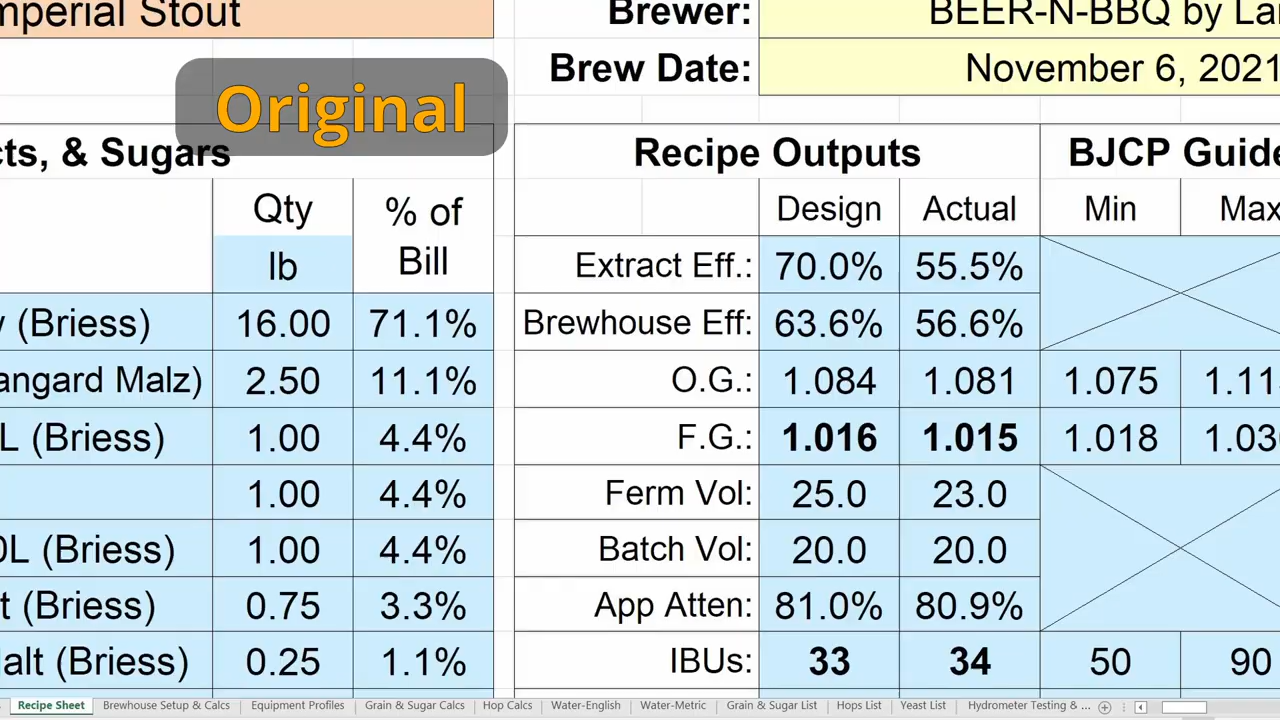 mperial Stout
Brewer: BEER-N-BBQ by Lar
Brew Date: November 6, 2021
Original
cts, & Sugars Recipe Outputs BJCP Guide
Qty % of Bill Design Actual Min Max
lb Extract Eff.: 70.0% 55.5%
y (Briess) 16.00 71.1% Brewhouse Eff: 63.6% 56.6%
angard Malz) 2.50 11.1% O.G.: 1.084 1.081 1.075 1.11
L (Briess) 1.00 4.4% F.G.: 1.016 1.015 1.018 1.030
1.00 4.4% Ferm Vol: 25.0 23.0
0L (Briess) 1.00 4.4% Batch Vol: 20.0 20.0
t (Briess) 0.75 3.3% App Atten: 81.0% 80.9%
alt (Briess) 0.25 1.1% IBUs: 33 34 50 90
Recipe Sheet Brewhouse Setup & Calcs Equipment Profiles Grain & Sugar Calcs Hop Calcs Water-English Water-Metric Grain & Sugar List Hops List Yeast List Hydrometer Testing & ...